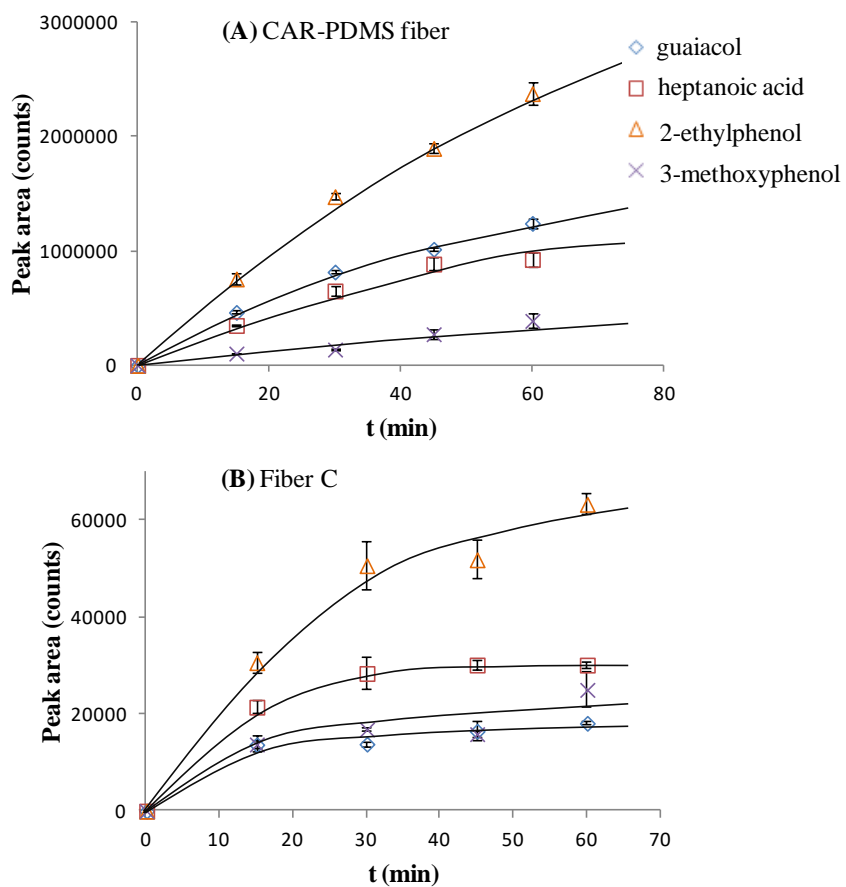 (A) CAR-PDMS fiber
guaiacol
heptanoic acid
2-ethylphenol
3-methoxyphenol
Peak area (counts)
3000000
2000000
1000000
0
0 20 40 60 80
t (min)
(B) Fiber C
Peak area (counts)
60000
40000
20000
0
0 10 20 30 40 50 60 70
t (min)